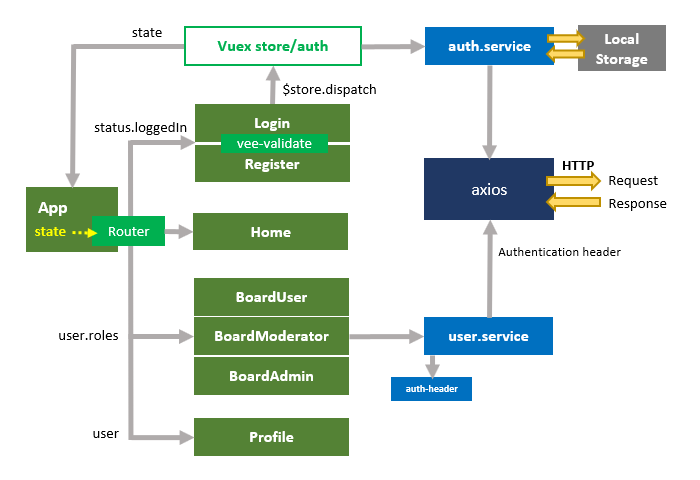 state
Vuex store/auth
auth.service
Local
Storage
$store.dispatch
status.loggedIn
Login
vee-validate
Register
HTTP
Request
axios
Response
App
state
Router
Home
Authentication header
BoardUser
user.roles
BoardModerator
user.service
BoardAdmin
auth-header
user
Profile